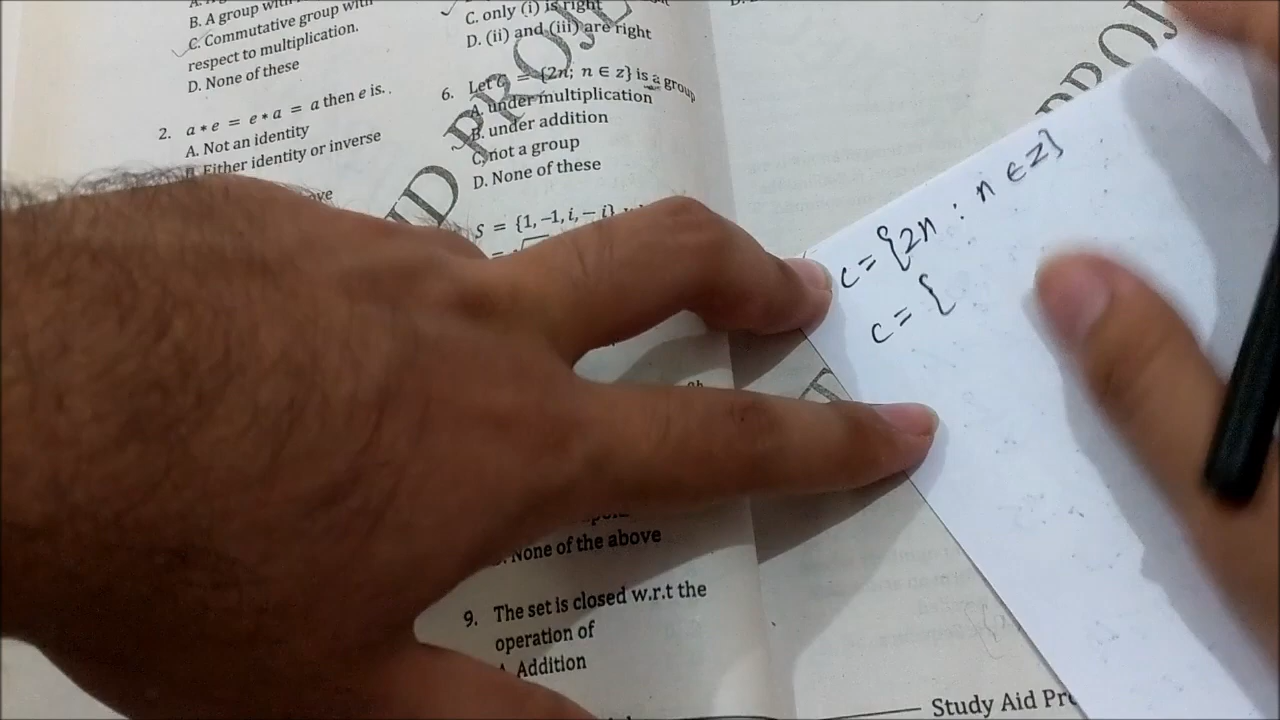 B. A group with
C. Commutative group with
respect to multiplication.
D. None of these
2. a * e = e * a = a then e is. .
A. Not an identity
B. Either identity or inverse
C. only (i) is right
D. (ii) and (iii) are right
6. Let G = {2n; n ∈ z} is a group
A. under multiplication
B. under addition
C. not a group
D. None of these
S = {1, −1, i, − i}
None of the above
9. The set is closed w.r.t the
operation of
A. Addition
Study Aid
C = {2n : n ∈ Z}
C = {